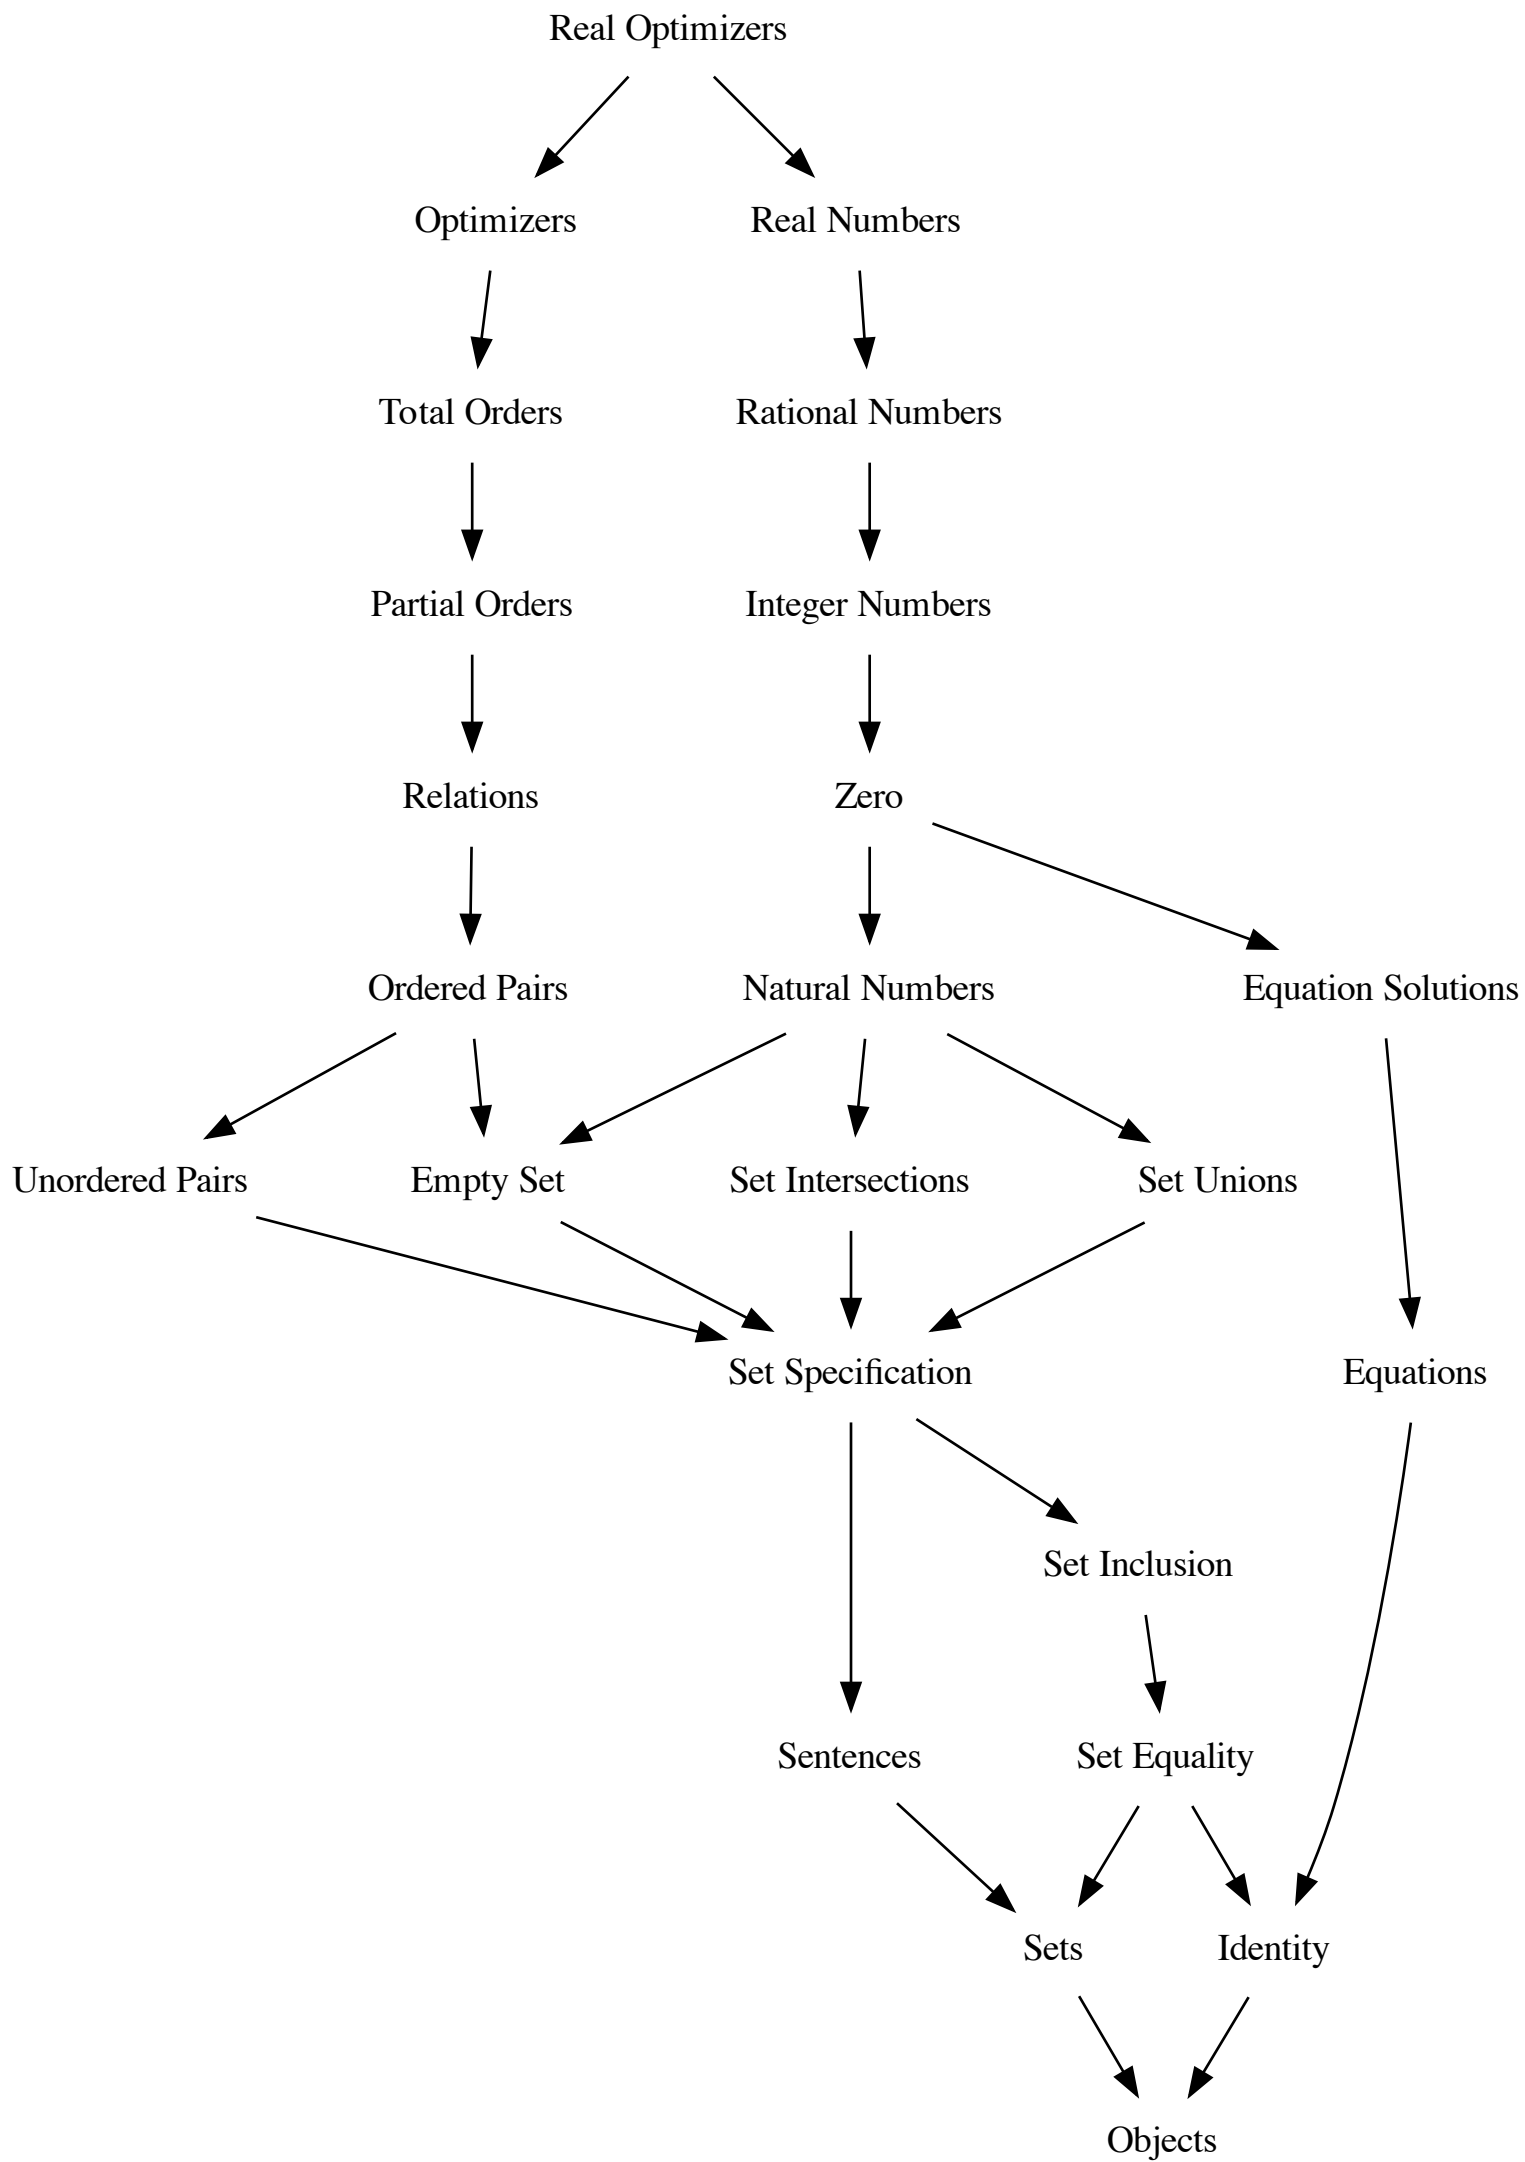 Real Optimizers
Optimizers
Real Numbers
Total Orders
Rational Numbers
Partial Orders
Integer Numbers
Relations
Zero
Ordered Pairs
Natural Numbers
Equation Solutions
Unordered Pairs
Empty Set
Set Intersections
Set Unions
Set Specification
Equations
Set Inclusion
Sentences
Set Equality
Sets
Identity
Objects